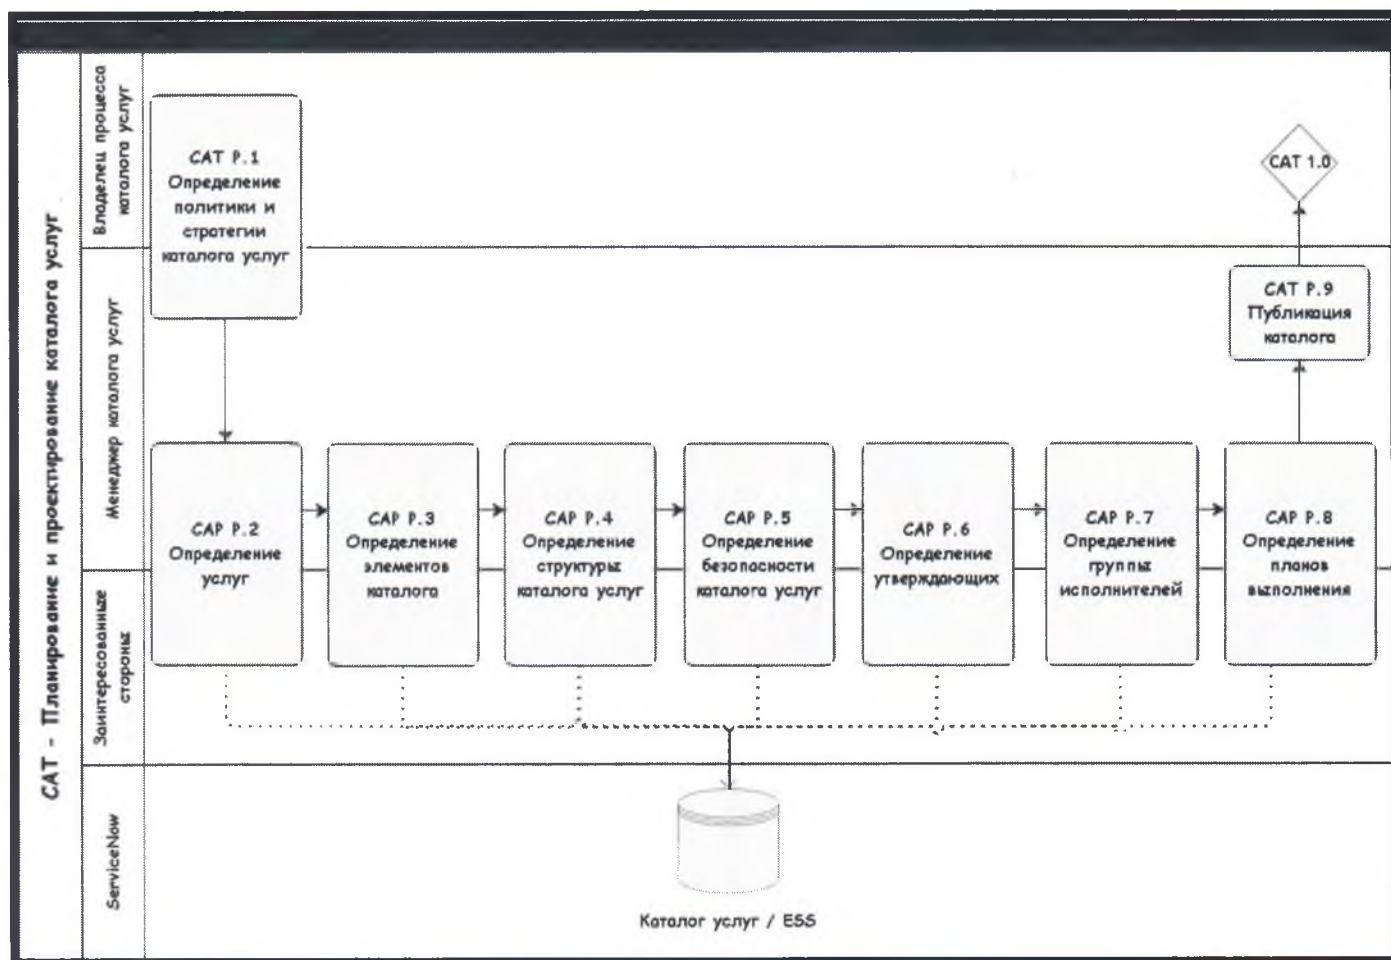 CAT - Планирование и проектирование каталога услуг
Владелец процесса
каталога услуг
CAT P.1
Определение
политики и
стратегии
каталога услуг
CAT 1.0
Менеджер каталога услуг
CAT P.9
Публикация
каталога
CAP P.2
Определение
услуг
CAP P.3
Определение
элементов
каталога
CAP P.4
Определение
структуры
каталога услуг
CAP P.5
Определение
безопасности
каталога услуг
CAP P.6
Определение
утверждающих
CAP P.7
Определение
группы
исполнителей
CAP P.8
Определение
планов
выполнения
Заинтересованные
стороны
ServiceNow
Каталог услуг / ESS